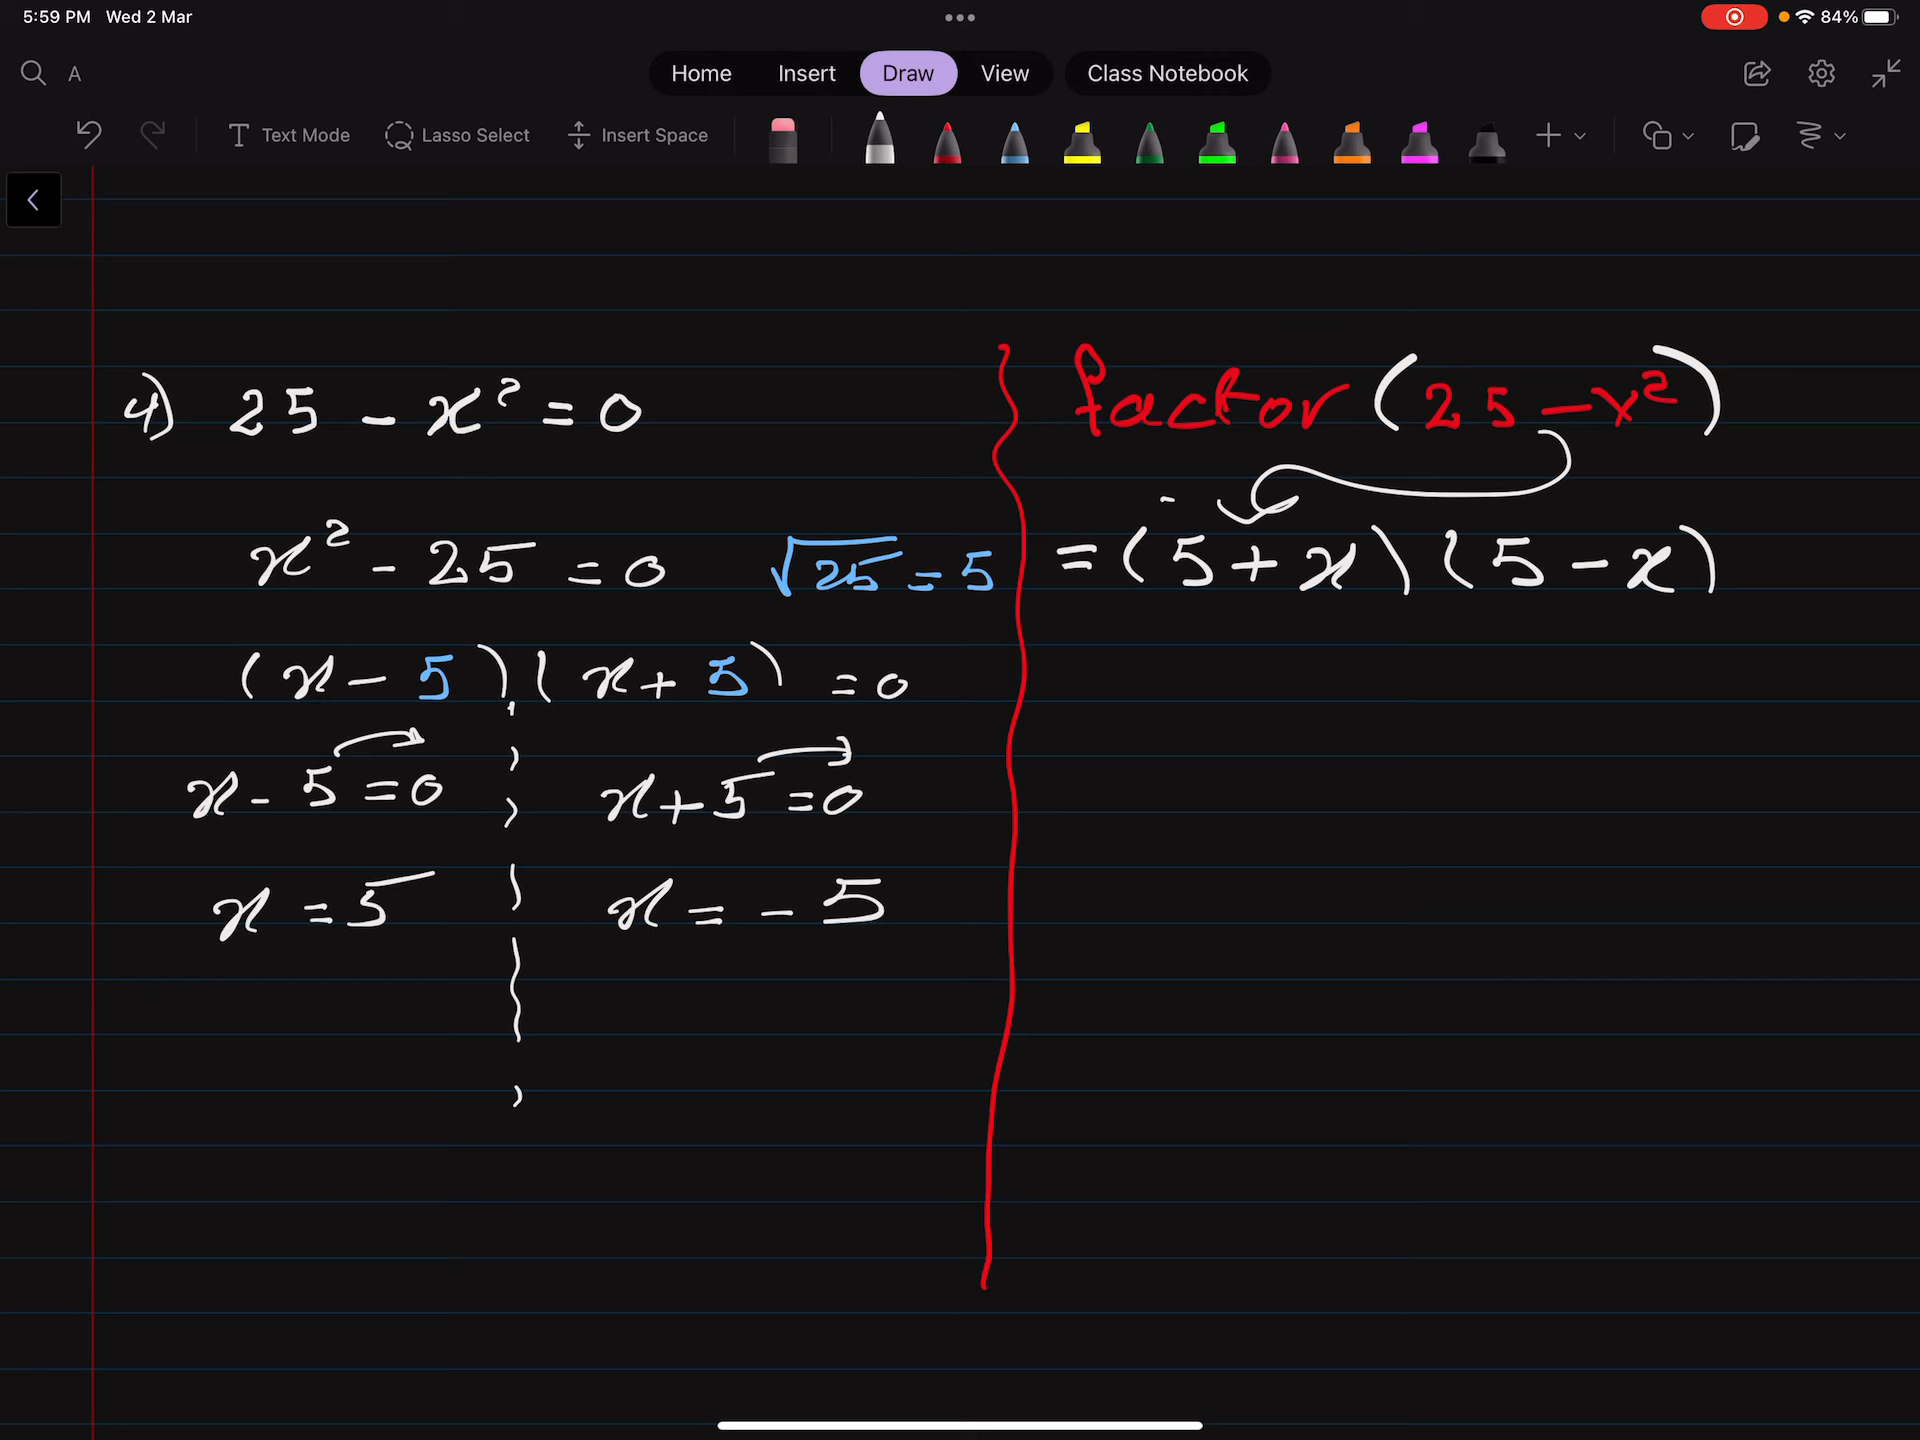 5:59 PM Wed 2 Mar
84%
A
Home Insert Draw View Class Notebook
Text Mode Lasso Select Insert Space
4) 25 - x² = 0
x² - 25 = 0 √25 = 5
(x - 5)(x + 5) = 0
x - 5 = 0 x + 5 = 0
x = 5 x = - 5
factor (25 - x²)
-
= (5 + x)(5 - x)